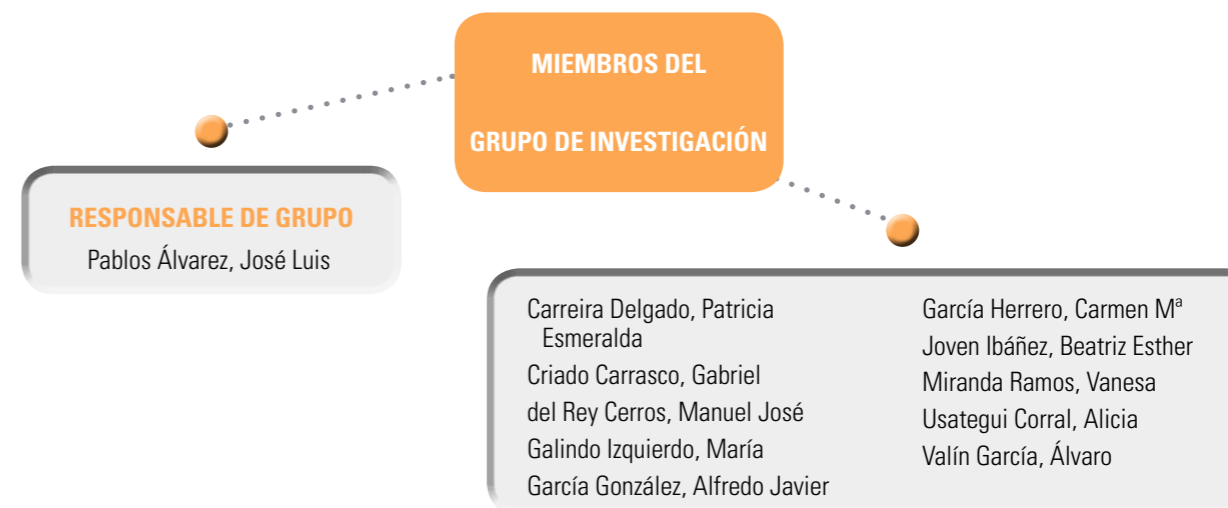 MIEMBROS DEL
GRUPO DE INVESTIGACIÓN
RESPONSABLE DE GRUPO
Pablos Álvarez, José Luis
Carreira Delgado, Patricia
Esmeralda
Criado Carrasco, Gabriel
del Rey Cerros, Manuel José
Galindo Izquierdo, María
García González, Alfredo Javier
García Herrero, Carmen Mª
Joven Ibáñez, Beatriz Esther
Miranda Ramos, Vanesa
Usategui Corral, Alicia
Valín García, Álvaro